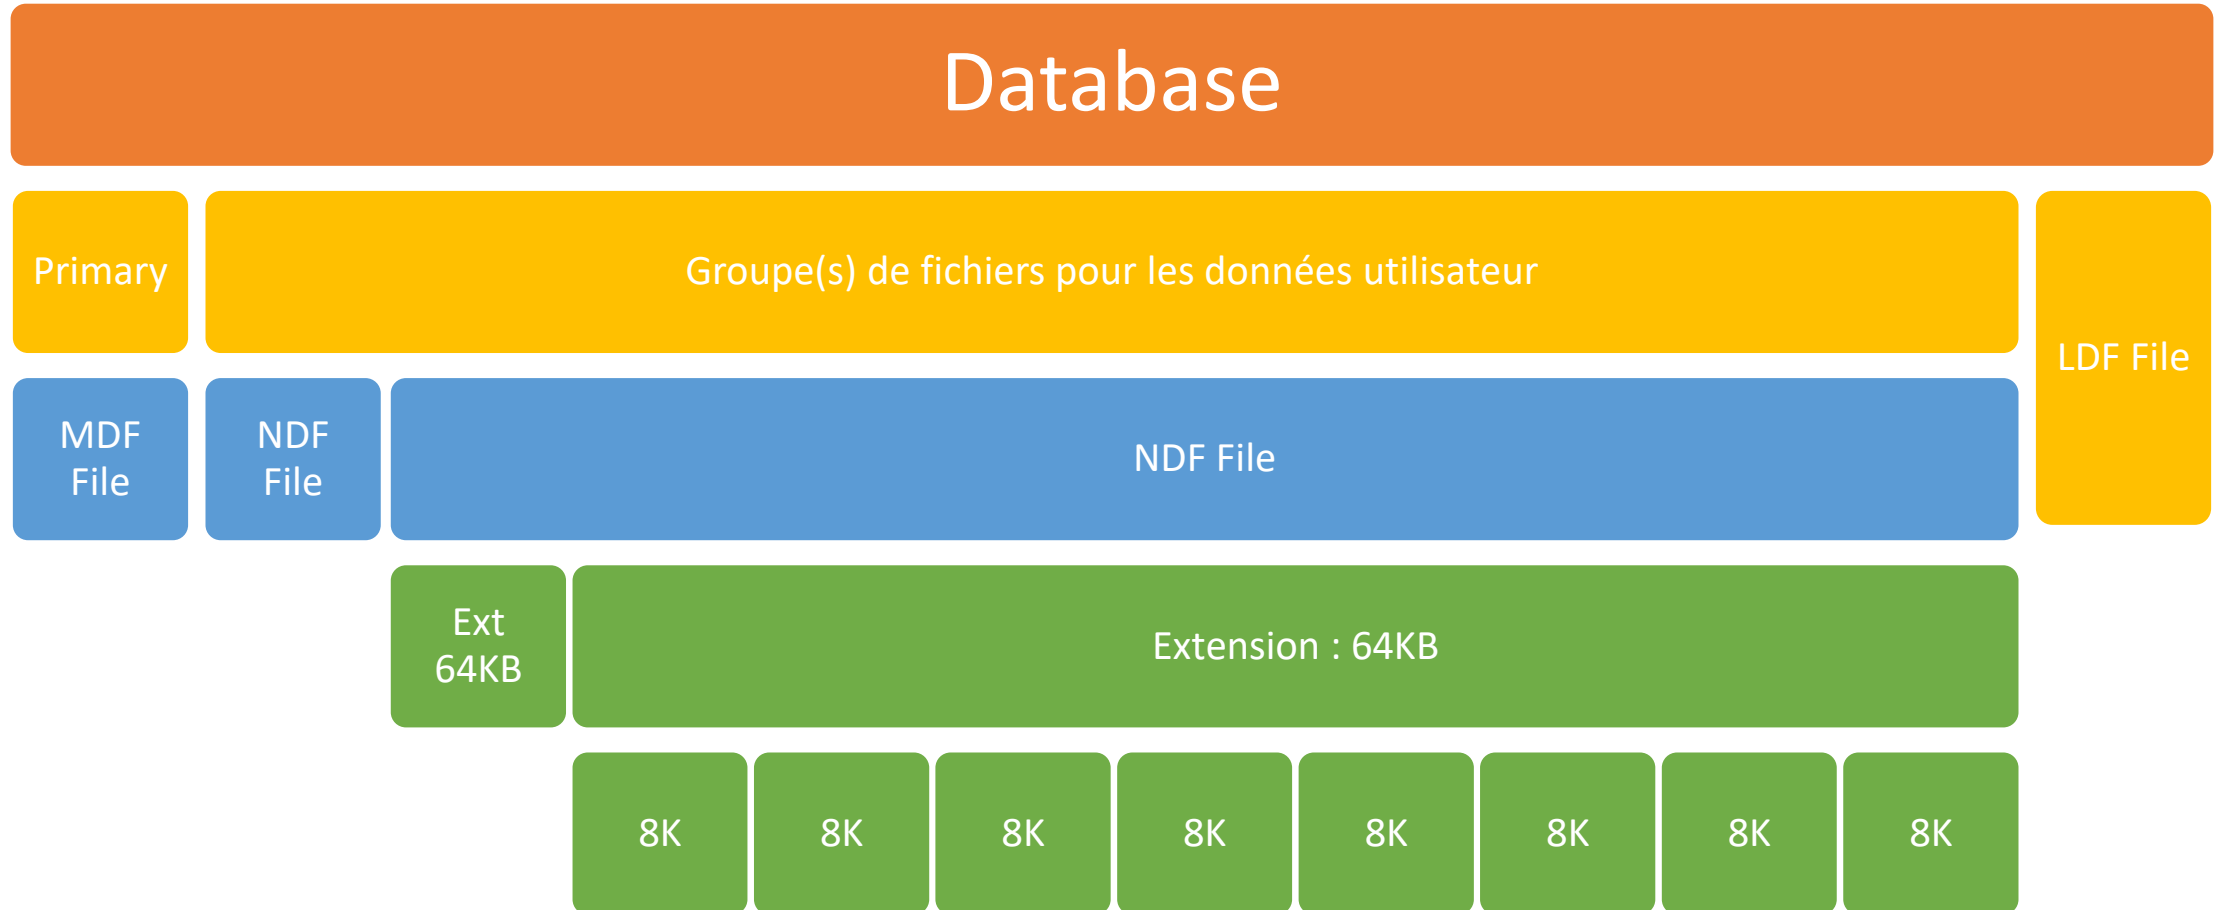 Database
Primary
Groupe(s) de fichiers pour les données utilisateur
LDF File
MDF
File
NDF
File
NDF File
Ext
64KB
Extension : 64KB
8K
8K
8K
8K
8K
8K
8K
8K